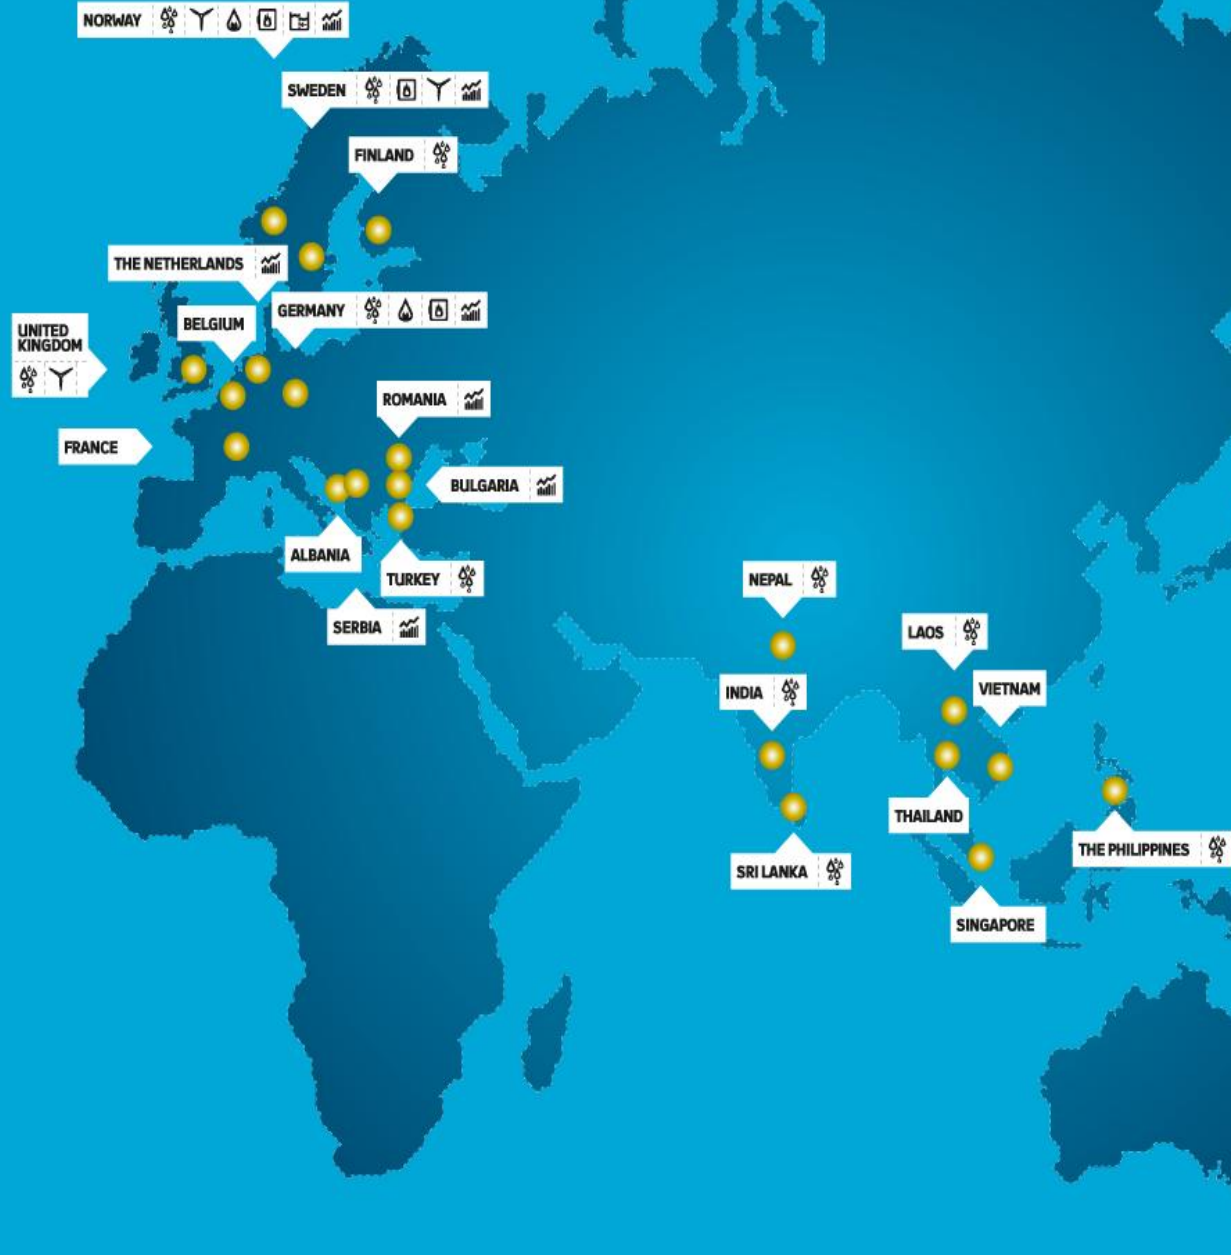 NORWAY
SWEDEN
FINLAND
THE NETHERLANDS
GERMANY
BELGIUM
UNITED
KINGDOM
ROMANIA
FRANCE
BULGARIA
ALBANIA
TURKEY
SERBIA
NEPAL
LAOS
INDIA
VIETNAM
THAILAND
THE PHILIPPINES
SRI LANKA
SINGAPORE